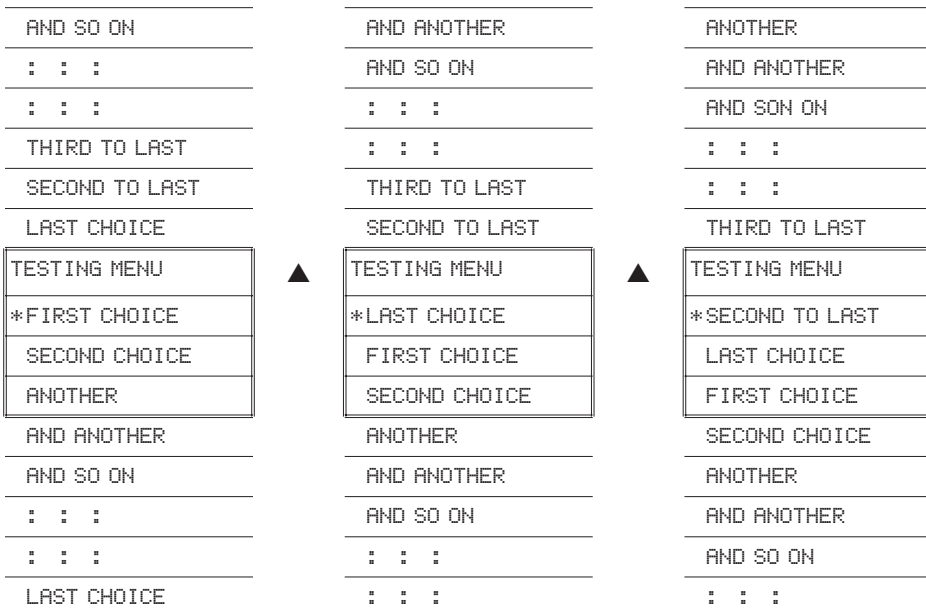 AND SO ON
: : :
: : :
THIRD TO LAST
SECOND TO LAST
LAST CHOICE
TESTING MENU
*FIRST CHOICE
SECOND CHOICE
ANOTHER
AND ANOTHER
AND SO ON
: : :
: : :
LAST CHOICE
▲
AND ANOTHER
AND SO ON
: : :
: : :
THIRD TO LAST
SECOND TO LAST
TESTING MENU
*LAST CHOICE
FIRST CHOICE
SECOND CHOICE
ANOTHER
AND ANOTHER
AND SO ON
: : :
: : :
▲
ANOTHER
AND ANOTHER
AND SON ON
: : :
: : :
THIRD TO LAST
TESTING MENU
*SECOND TO LAST
LAST CHOICE
FIRST CHOICE
SECOND CHOICE
ANOTHER
AND ANOTHER
AND SO ON
: : :